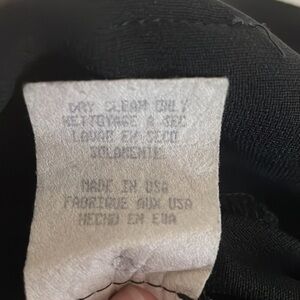 DRY CLEAN ONLY
NETTOYAGE A SEC
LAVAR EN SECO
SOLAMENTE
MADE IN USA
FABRIQUE AUX USA
HECHO EN EUA